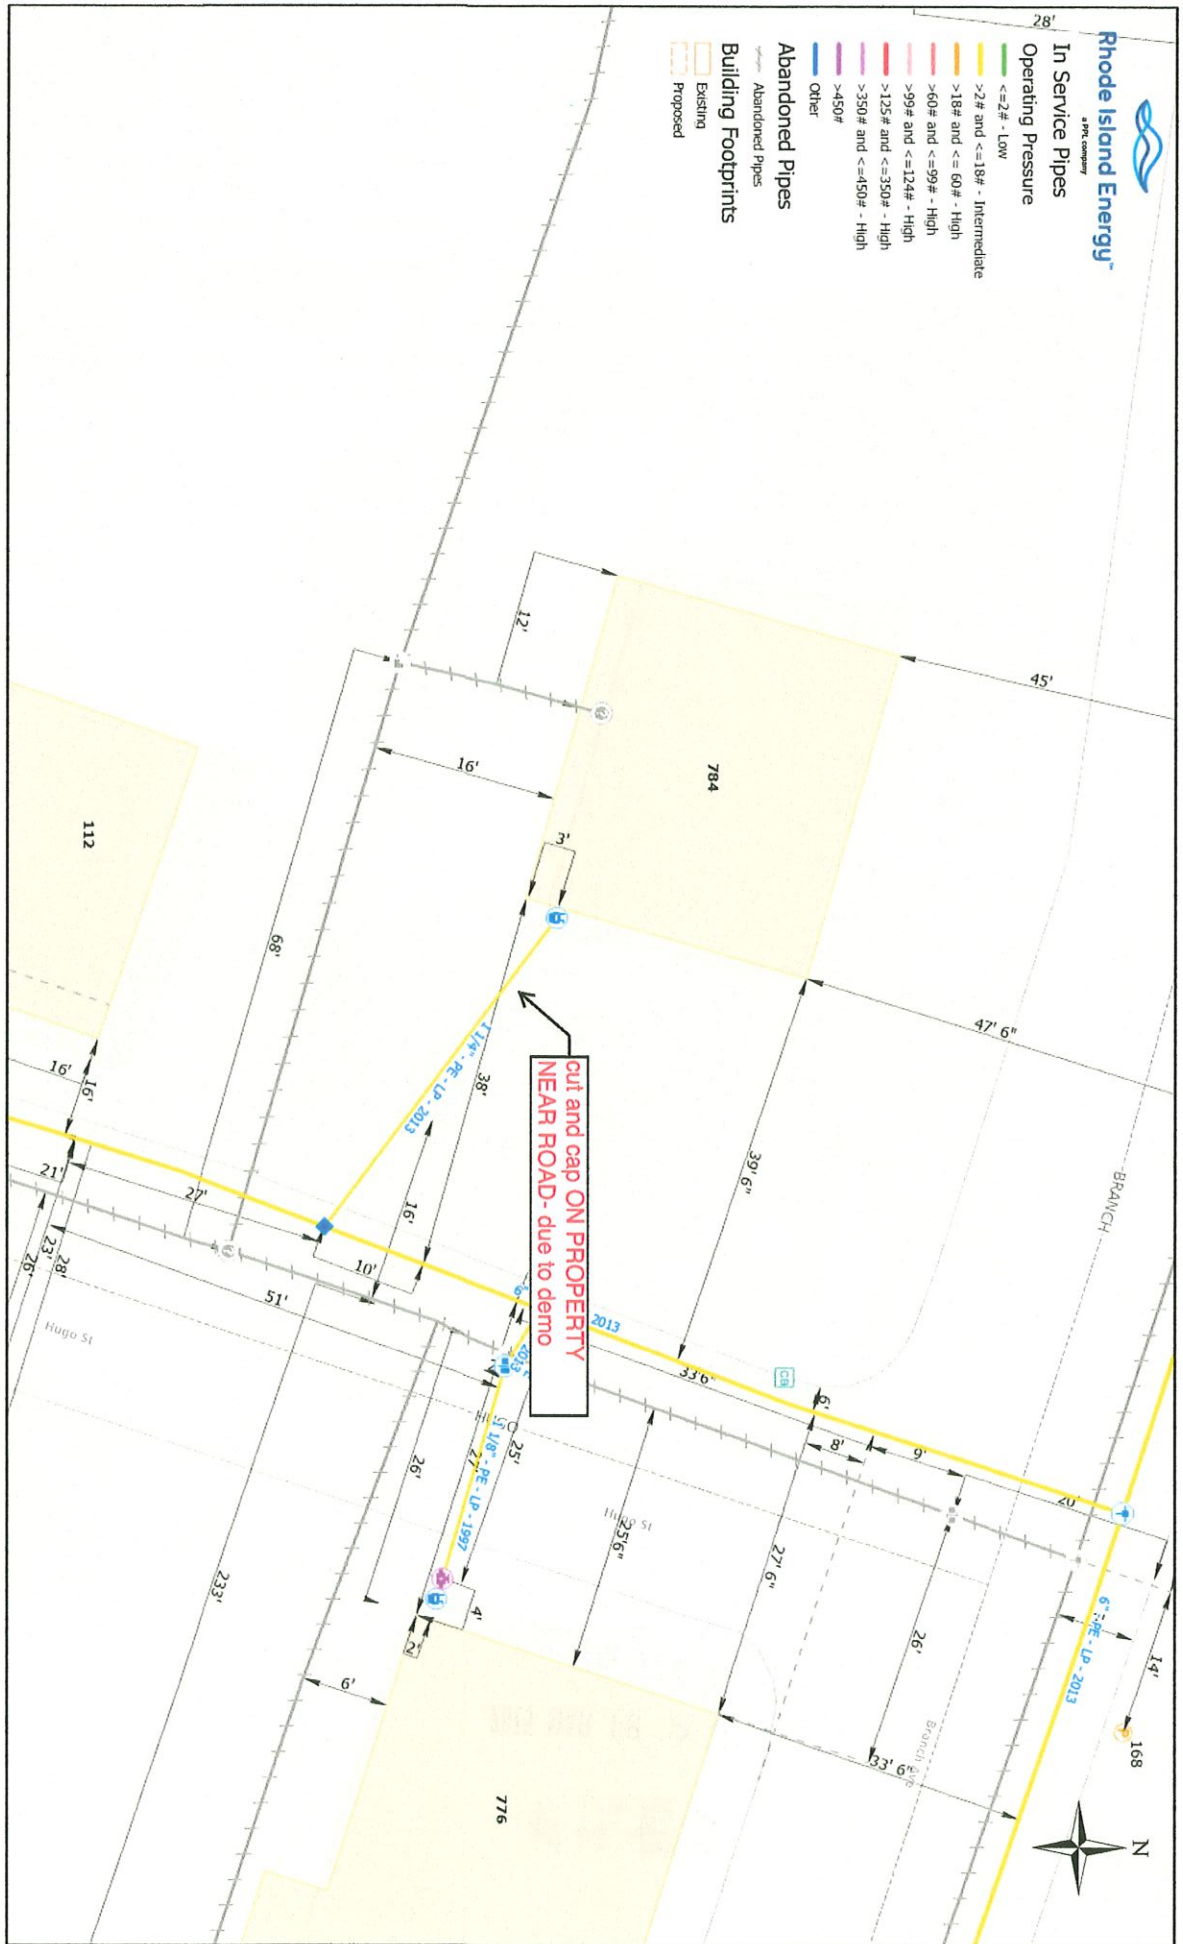 Rhode Island Energy™
a PPL company
In Service Pipes
Operating Pressure
<=2# - Low
>2# and <=18# - Intermediate
>18# and <= 60# - High
>60# and <=99# - High
>99# and <=124# - High
>125# and <=350# - High
>350# and <=450# - High
>450#
Other
Abandoned Pipes
Abandoned Pipes
Building Footprints
Existing
Proposed
28'
45'
47' 6"
BRANCH
12'
784
16'
3'
39' 6"
38'
1 1/4" - PE - LP - 2013
cut and cap ON PROPERTY
NEAR ROAD- due to demo
68'
112
16'
16'
21'
27'
10'
16'
51'
23'
28'
26'
Hugo St
6"
2013
2013
33'6"
CB
6'
8'
9'
20'
HUGO
25'
27'
1 1/8" - PE - LP - 1997
26'
Hugo St
25'6"
27' 6"
26'
6" - PE - LP - 2013
14'
168
4'
2'
6'
233'
33' 6"
Branch Ave
776
N